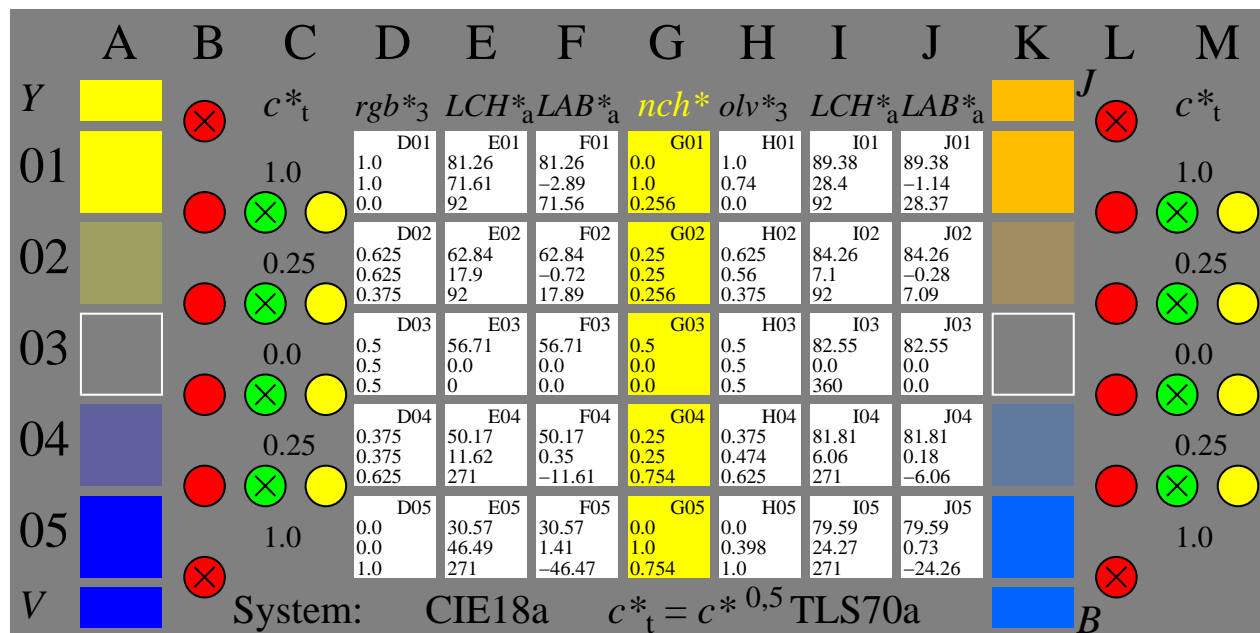 A B C D E F G H I J K L M
Y c*t rgb*3 LCH*a LAB*a nch* olv*3 LCH*a LAB*a J c*t
01 1.0 D01 E01 F01 G01 H01 I01 J01 1.0
1.0 81.26 81.26 0.0 1.0 89.38 89.38
1.0 71.61 −2.89 1.0 0.74 28.4 −1.14
0.0 92 71.56 0.256 0.0 92 28.37
02 0.25 D02 E02 F02 G02 H02 I02 J02 0.25
0.625 62.84 62.84 0.25 0.625 84.26 84.26
0.625 17.9 −0.72 0.25 0.56 7.1 −0.28
0.375 92 17.89 0.256 0.375 92 7.09
03 0.0 D03 E03 F03 G03 H03 I03 J03 0.0
0.5 56.71 56.71 0.5 0.5 82.55 82.55
0.5 0.0 0.0 0.0 0.5 0.0 0.0
0.5 0 0.0 0.0 0.5 360 0.0
04 0.25 D04 E04 F04 G04 H04 I04 J04 0.25
0.375 50.17 50.17 0.25 0.375 81.81 81.81
0.375 11.62 0.35 0.25 0.474 6.06 0.18
0.625 271 −11.61 0.754 0.625 271 −6.06
05 1.0 D05 E05 F05 G05 H05 I05 J05 1.0
0.0 30.57 30.57 0.0 0.0 79.59 79.59
0.0 46.49 1.41 1.0 0.398 24.27 0.73
1.0 271 −46.47 0.754 1.0 271 −24.26
V System: CIE18a c*t = c* 0,5 TLS70a B